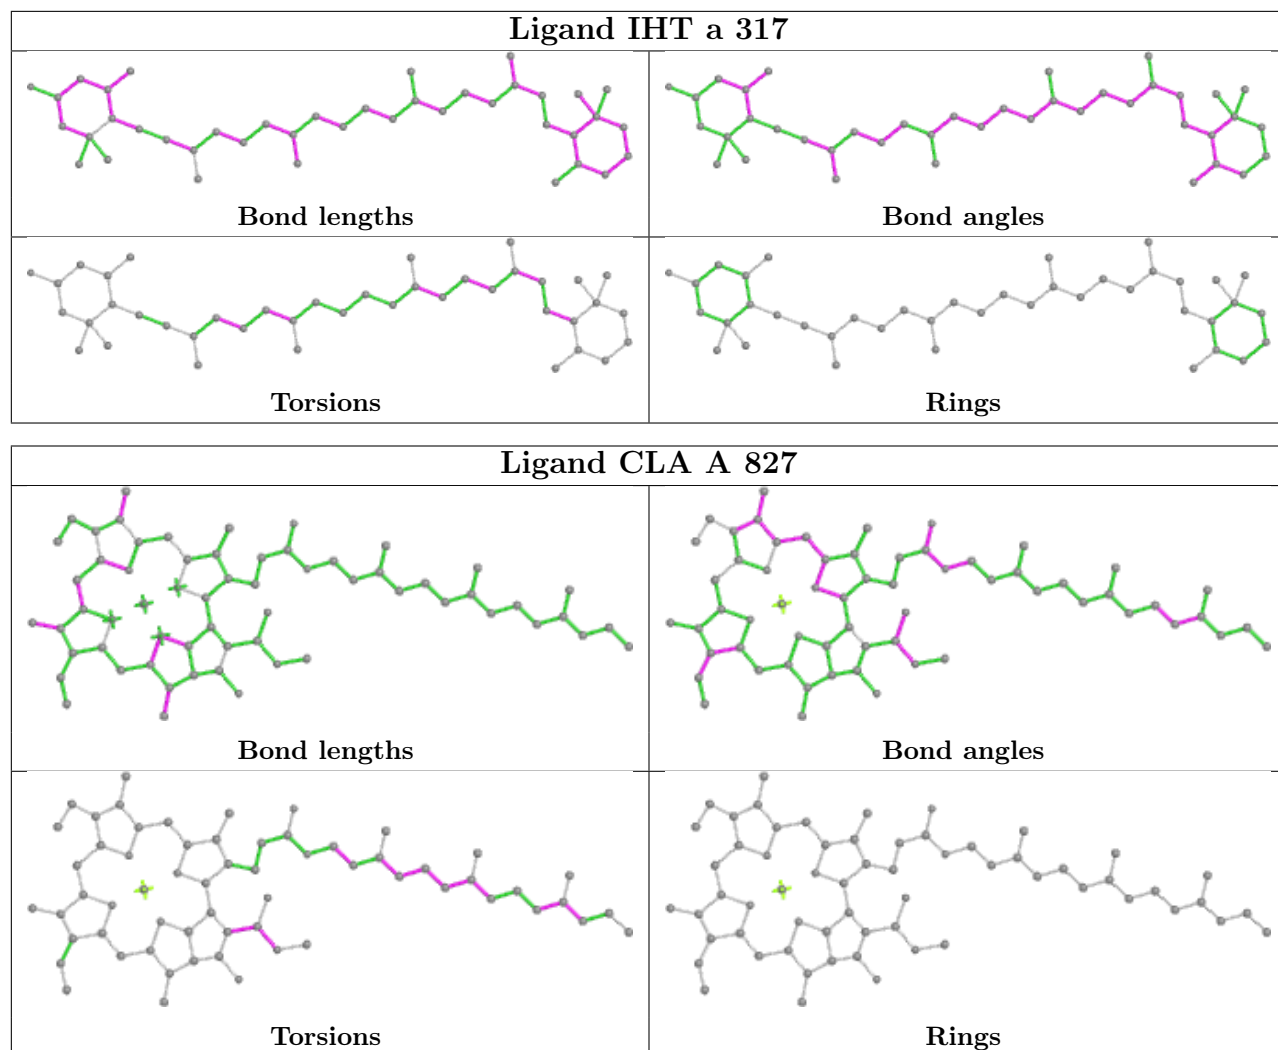 Ligand IHT a 317
Bond lengths
Bond angles
Torsions
Rings
Ligand CLA A 827
Bond lengths
Bond angles
Torsions
Rings